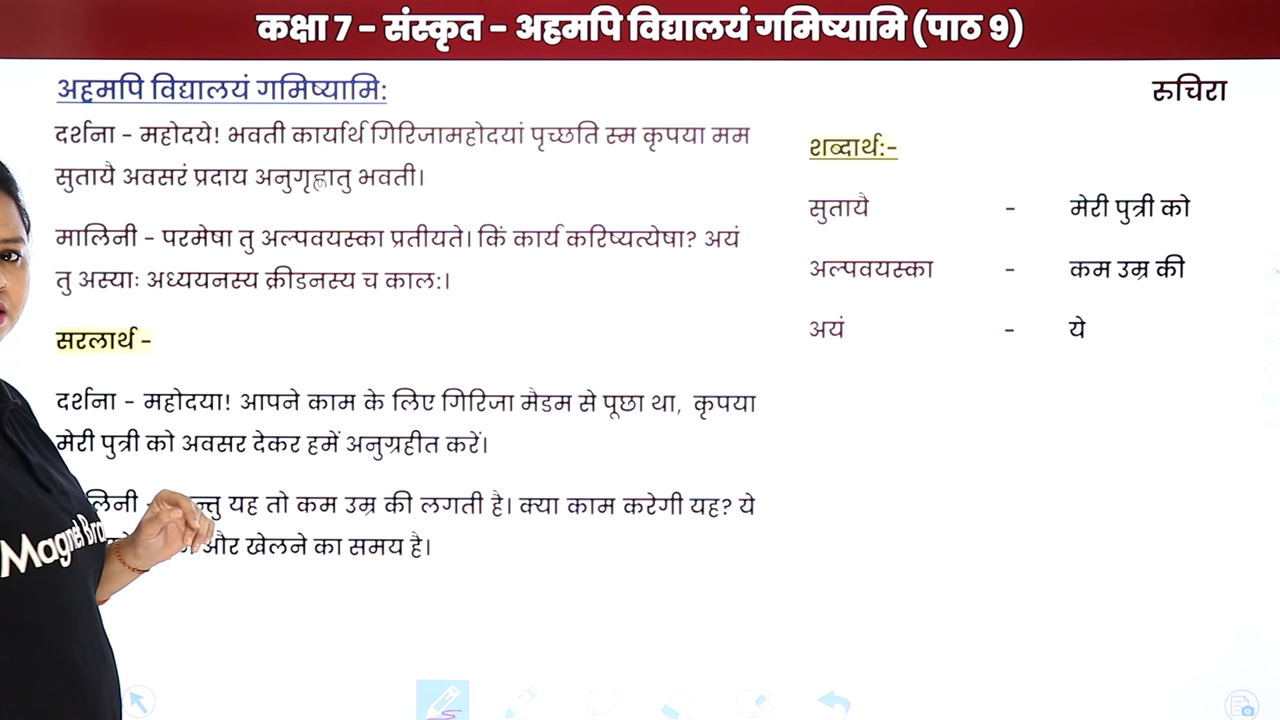 कक्षा 7 - संस्कृत - अहमपि विद्यालयं गमिष्यामि (पाठ 9)
अहमपि विद्यालयं गमिष्यामि:
रुचिरा
दर्शना - महोदये! भवती कार्यार्थ गिरिजामहोदयां पृच्छति स्म कृपया मम
सुतायै अवसरं प्रदाय अनुगृह्णातु भवती।
मालिनी - परमेषा तु अल्पवयस्का प्रतीयते। किं कार्य करिष्यत्येषा? अयं
तु अस्याः अध्ययनस्य क्रीडनस्य च काल:।
सरलार्थ -
दर्शना - महोदया! आपने काम के लिए गिरिजा मैडम से पूछा था, कृपया
मेरी पुत्री को अवसर देकर हमें अनुग्रहीत करें।
यह तो कम उम्र की लगती है। क्या काम करेगी यह? ये
और खेलने का समय है।
शब्दार्थ:-
सुतायै - मेरी पुत्री को
अल्पवयस्का - कम उम्र की
अयं - ये
Magnet